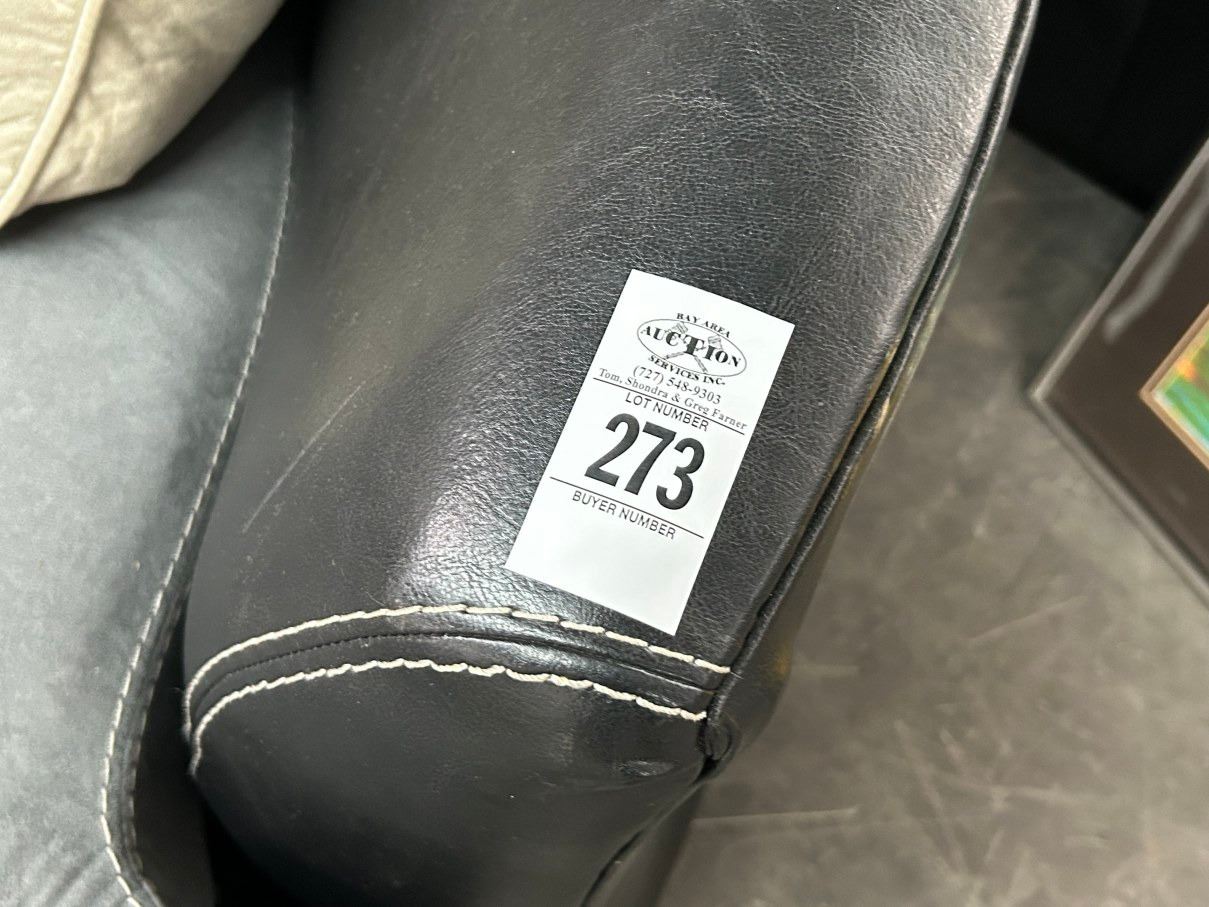 BAY AREA
AUCTION
SERVICES INC.
(727) 548-9303
Tom, Shondra & Greg Farner
LOT NUMBER
273
BUYER NUMBER